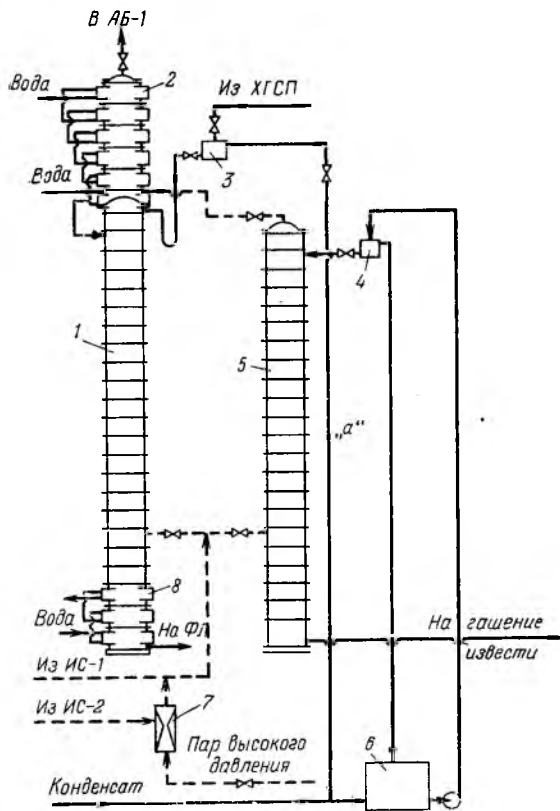 В АБ-1
2
Вода
Из ХГСП
3
Вода
4
1
5
„а“
8
Вода
На Фл
На гашение
извести
Из ИС-1
Из ИС-2
7
Пар высокого
давления
6
Конденсат